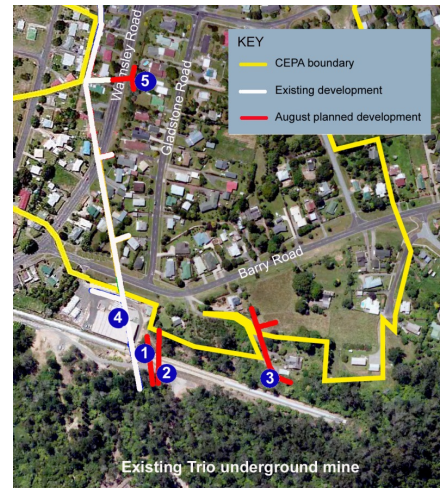 KEY
CEPA boundary
Existing development
August planned development
Walmsley Road
5
Gladstone Road
Barry Road
4
1
2
3
Existing Trio underground mine